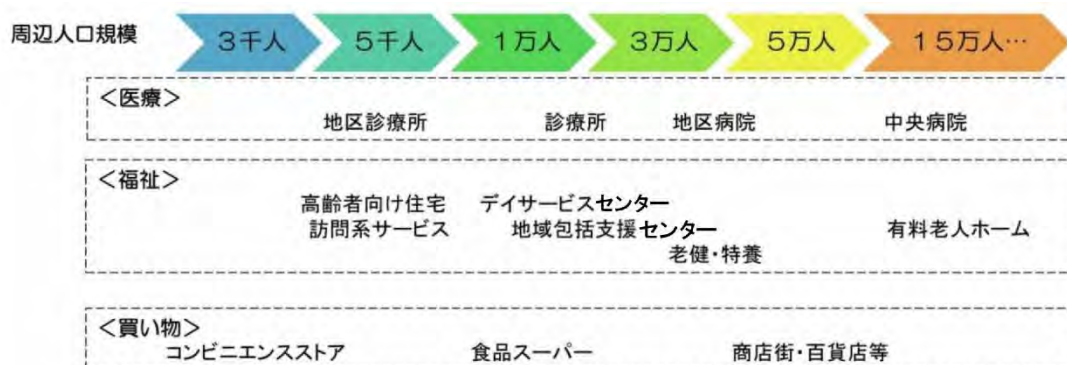 周辺人口規模 3千人 5千人 1万人 3万人 5万人 15万人…
<医療>
地区診療所 診療所 地区病院 中央病院
<福祉>
高齢者向け住宅 デイサービスセンター
訪問系サービス 地域包括支援センター 有料老人ホーム
老健・特養
<買い物>
コンビニエンスストア 食品スーパー 商店街・百貨店等